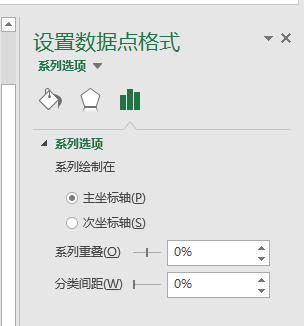 设置数据点格式
系列选项
系列选项
系列绘制在
主坐标轴(P)
次坐标轴(S)
系列重叠(O) 0%
分类间距(W) 0%